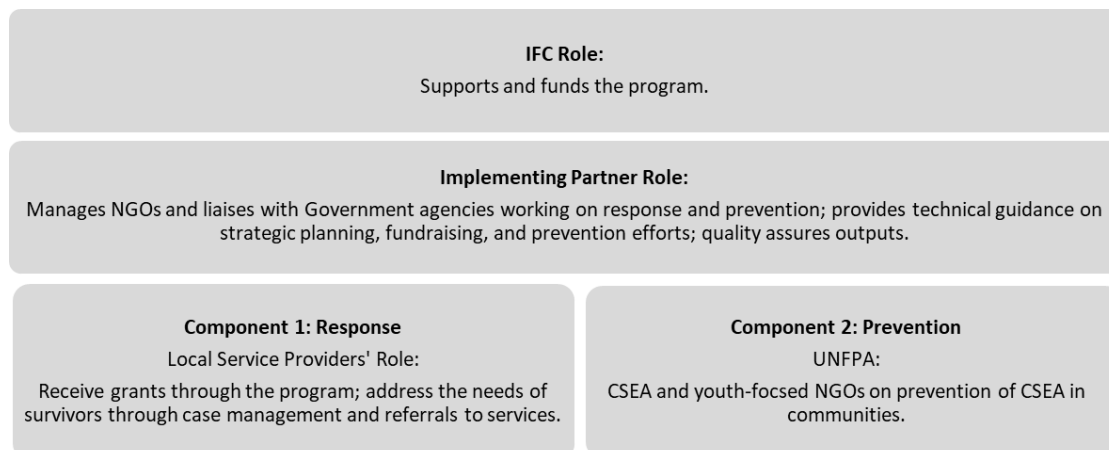 IFC Role:
Supports and funds the program.
Implementing Partner Role:
Manages NGOs and liaises with Government agencies working on response and prevention; provides technical guidance on
strategic planning, fundraising, and prevention efforts; quality assures outputs.
Component 1: Response
Local Service Providers' Role:
Receive grants through the program; address the needs of
survivors through case management and referrals to services.
Component 2: Prevention
UNFPA:
CSEA and youth-focsed NGOs on prevention of CSEA in
communities.